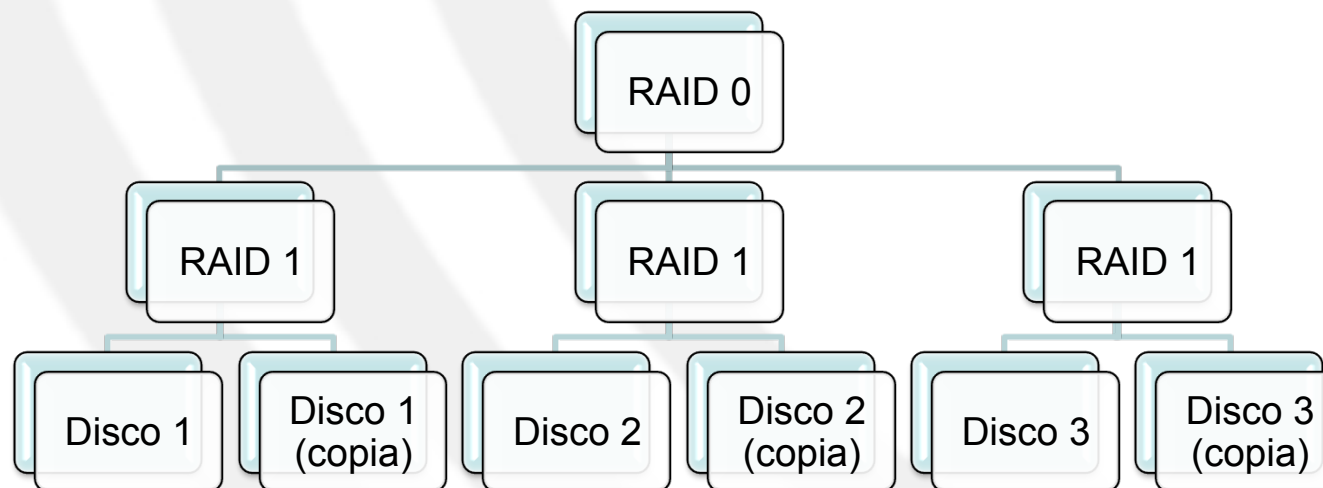 RAID 0
RAID 1
RAID 1
RAID 1
Disco 1
Disco 1
(copia)
Disco 2
Disco 2
(copia)
Disco 3
Disco 3
(copia)